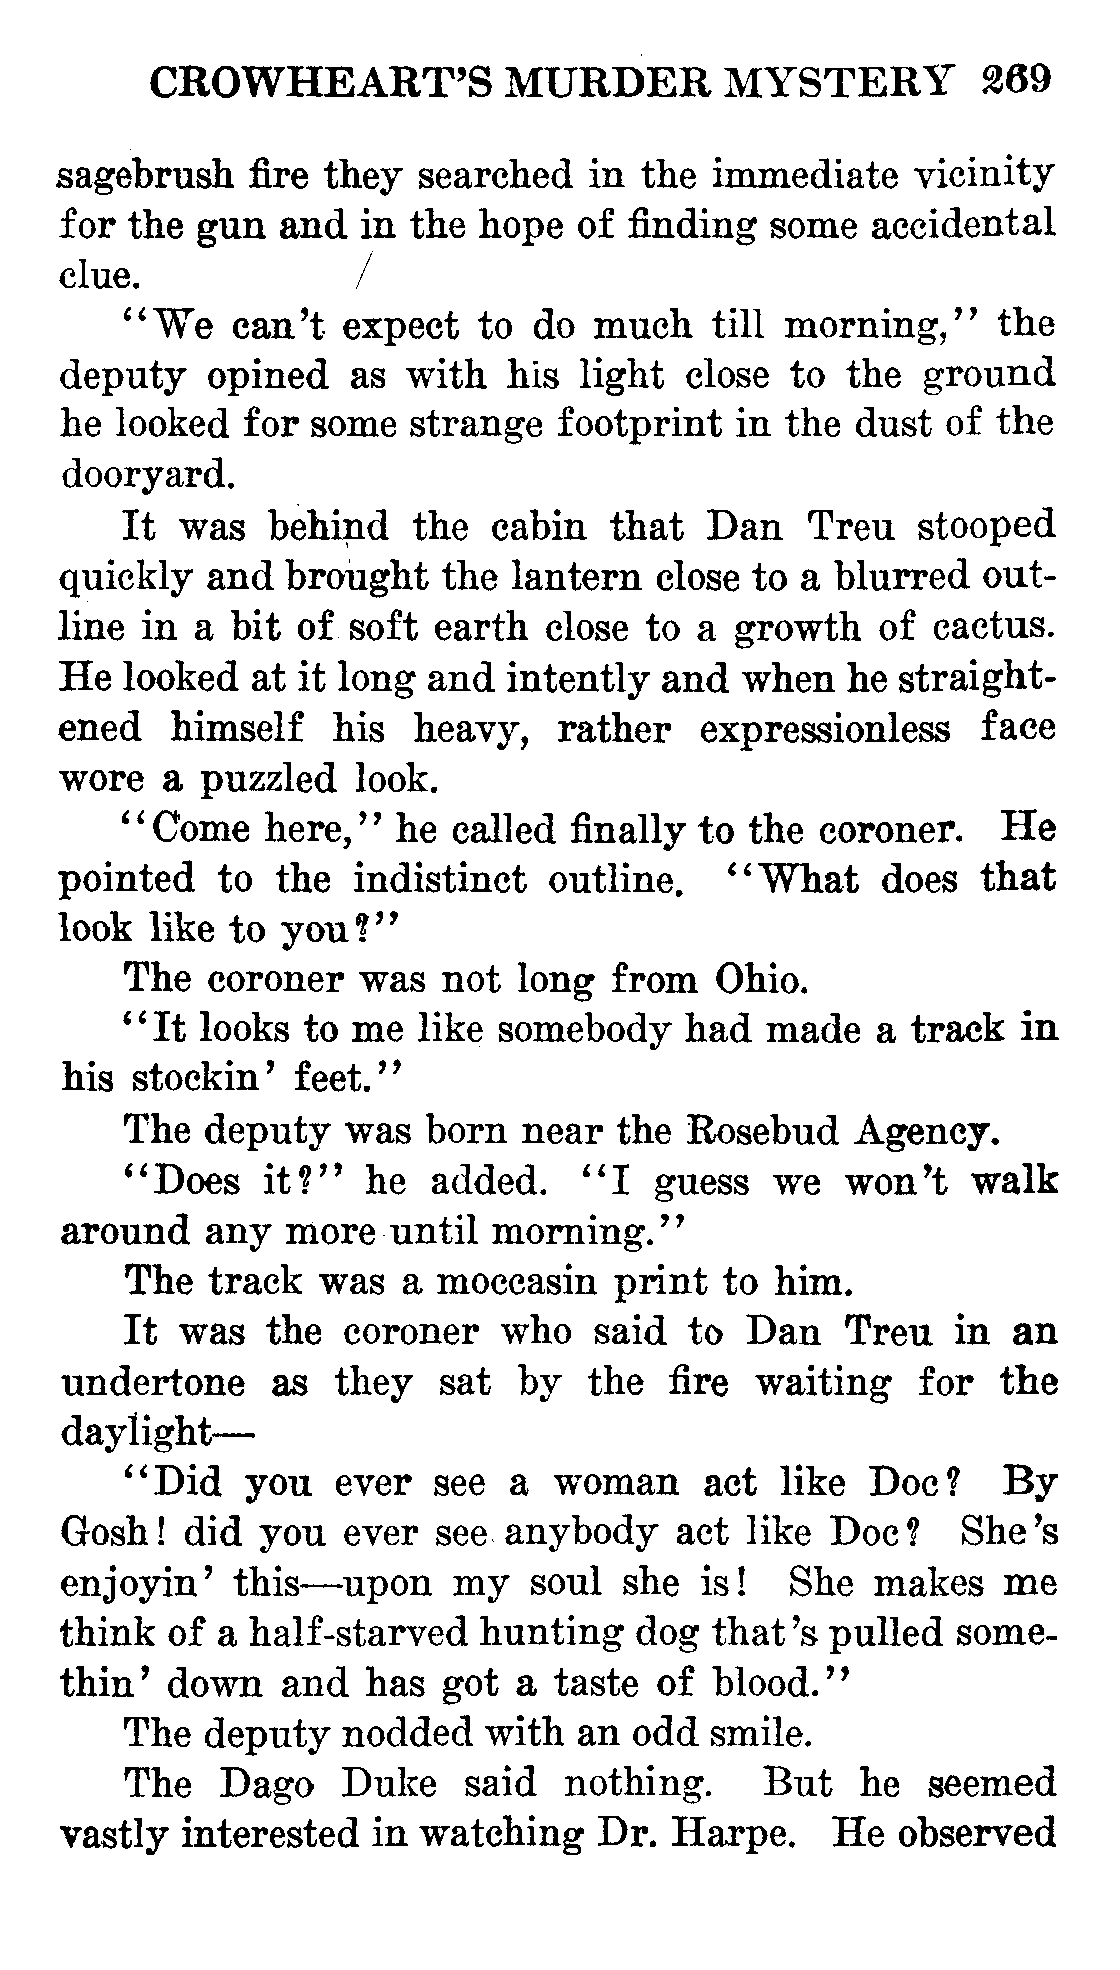 CROWHEART'S MURDER MYSTERY 269
sagebrush fire they searched in the immediate vicinity
for the gun and in the hope of finding some accidental
clue.
"We can't expect to do much till morning," the
deputy opined as with his light close to the ground
he looked for some strange footprint in the dust of the
dooryard.
It was behind the cabin that Dan Treu stooped
quickly and brought the lantern close to a blurred out-
line in a bit of soft earth close to a growth of cactus.
He looked at it long and intently and when he straight-
ened himself his heavy, rather expressionless face
wore a puzzled look.
"Come here," he called finally to the coroner. He
pointed to the indistinct outline. "What does that
look like to you?"
The coroner was not long from Ohio.
"It looks to me like somebody had made a track in
his stockin' feet."
The deputy was born near the Rosebud Agency.
"Does it?" he added. "I guess we won't walk
around any more until morning."
The track was a moccasin print to him.
It was the coroner who said to Dan Treu in an
undertone as they sat by the fire waiting for the
daylight—
"Did you ever see a woman act like Doc? By
Gosh! did you ever see anybody act like Doc? She's
enjoyin' this—upon my soul she is! She makes me
think of a half-starved hunting dog that's pulled some-
thin' down and has got a taste of blood."
The deputy nodded with an odd smile.
The Dago Duke said nothing. But he seemed
vastly interested in watching Dr. Harpe. He observed